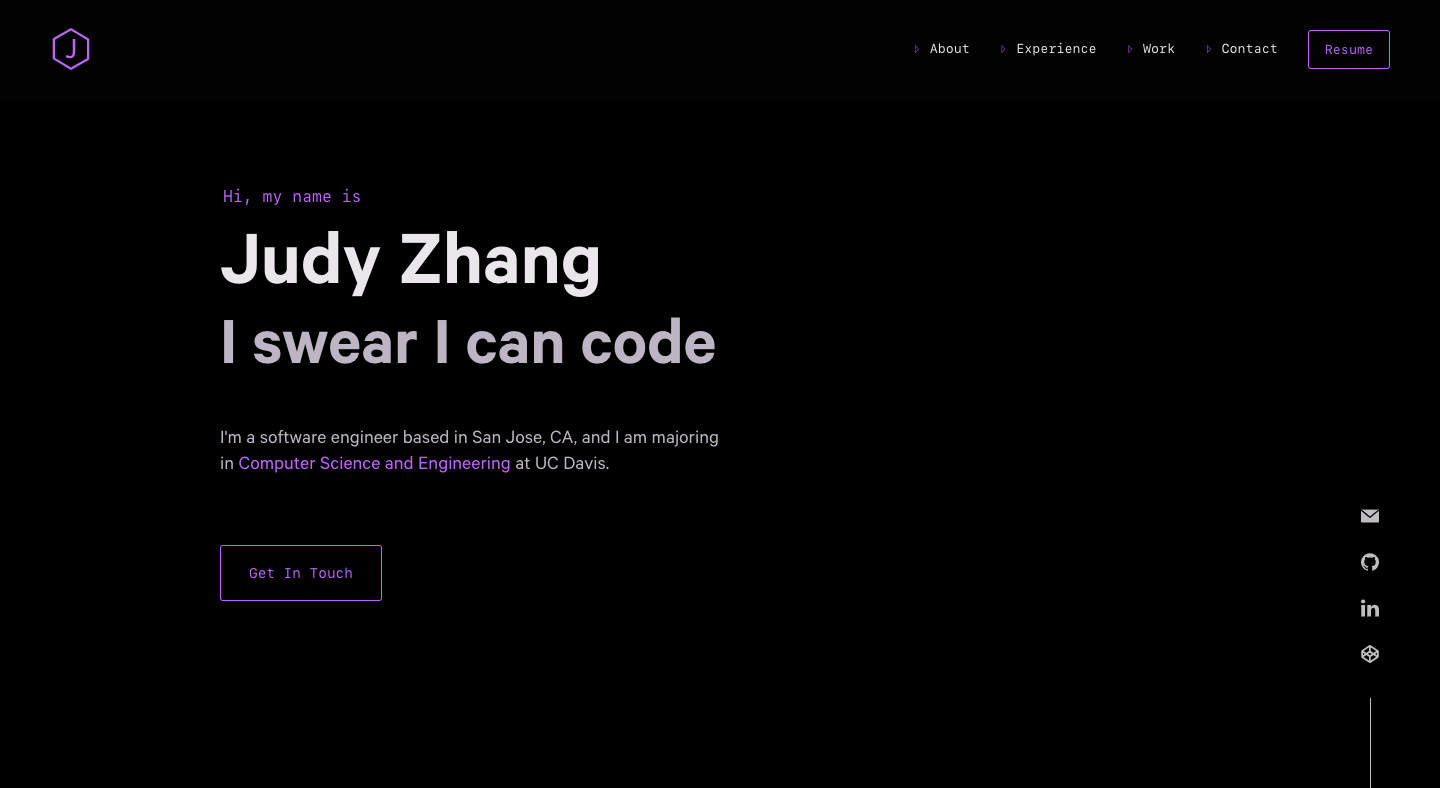 J
About
Experience
Work
Contact
Resume
Hi, my name is
Judy Zhang
I swear I can code
I'm a software engineer based in San Jose, CA, and I am majoring
in Computer Science and Engineering at UC Davis.
Get In Touch